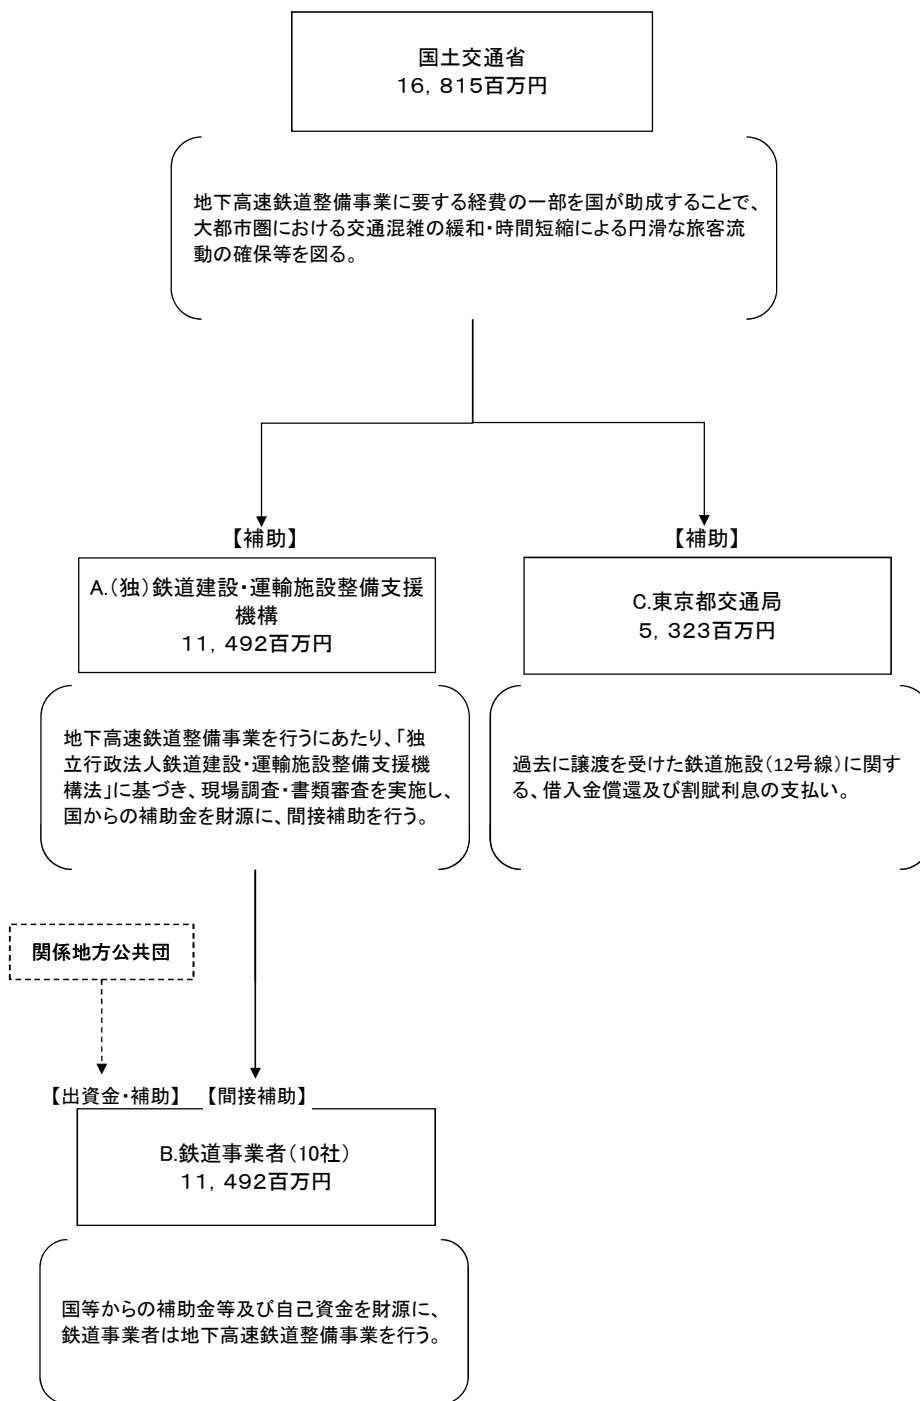 国土交通省
16，815百万円
地下高速鉄道整備事業に要する経費の一部を国が助成することで、
大都市圏における交通混雑の緩和・時間短縮による円滑な旅客流
動の確保等を図る。
【補助】
【補助】
A.（独）鉄道建設・運輸施設整備支援
機構
11，492百万円
C.東京都交通局
5，323百万円
地下高速鉄道整備事業を行うにあたり、「独
立行政法人鉄道建設・運輸施設整備支援機
構法」に基づき、現場調査・書類審査を実施し、
国からの補助金を財源に、間接補助を行う。
過去に譲渡を受けた鉄道施設（12号線）に関す
る、借入金償還及び割賦利息の支払い。
関係地方公共団
【出資金・補助】
【間接補助】
B.鉄道事業者（10社）
11，492百万円
国等からの補助金等及び自己資金を財源に、
鉄道事業者は地下高速鉄道整備事業を行う。